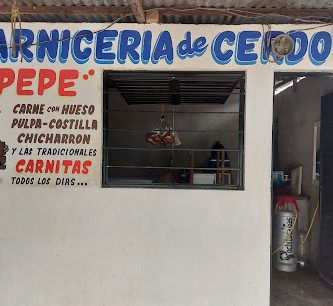 ARNICERIA de CERDO
PEPE"
CARNE CON HUESO
PULPA-COSTILLA
CHICHARRON
Y LAS TRADICIONALES
CARNITAS
TODOS LOS DIAS...